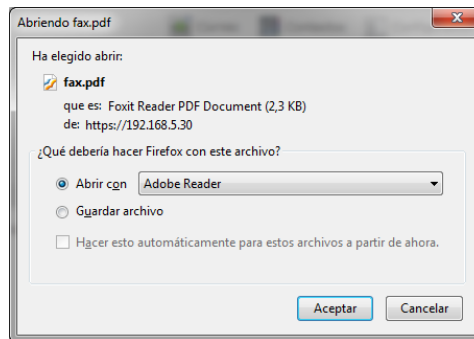 Abriendo fax.pdf
Ha elegido abrir:
fax.pdf
que es: Foxit Reader PDF Document (2,3 KB)
de: https://192.168.5.30
¿Qué debería hacer Firefox con este archivo?
Abrir con Adobe Reader
Guardar archivo
Hacer esto automáticamente para estos archivos a partir de ahora.
Aceptar Cancelar